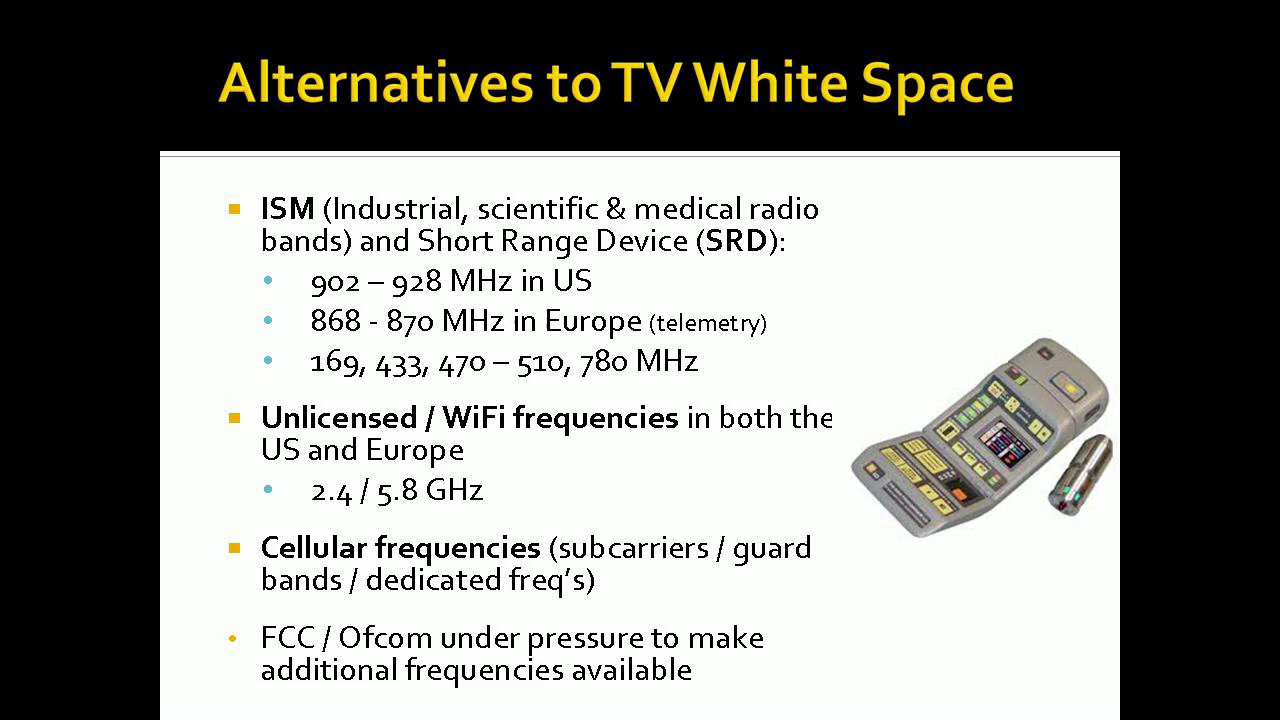 Alternatives to TV White Space
ISM (Industrial, scientific & medical radio
bands) and Short Range Device (SRD):
902 – 928 MHz in US
868 - 870 MHz in Europe (telemetry)
169, 433, 470 – 510, 780 MHz
Unlicensed / WiFi frequencies in both the
US and Europe
2.4 / 5.8 GHz
Cellular frequencies (subcarriers / guard
bands / dedicated freq's)
FCC / Ofcom under pressure to make
additional frequencies available